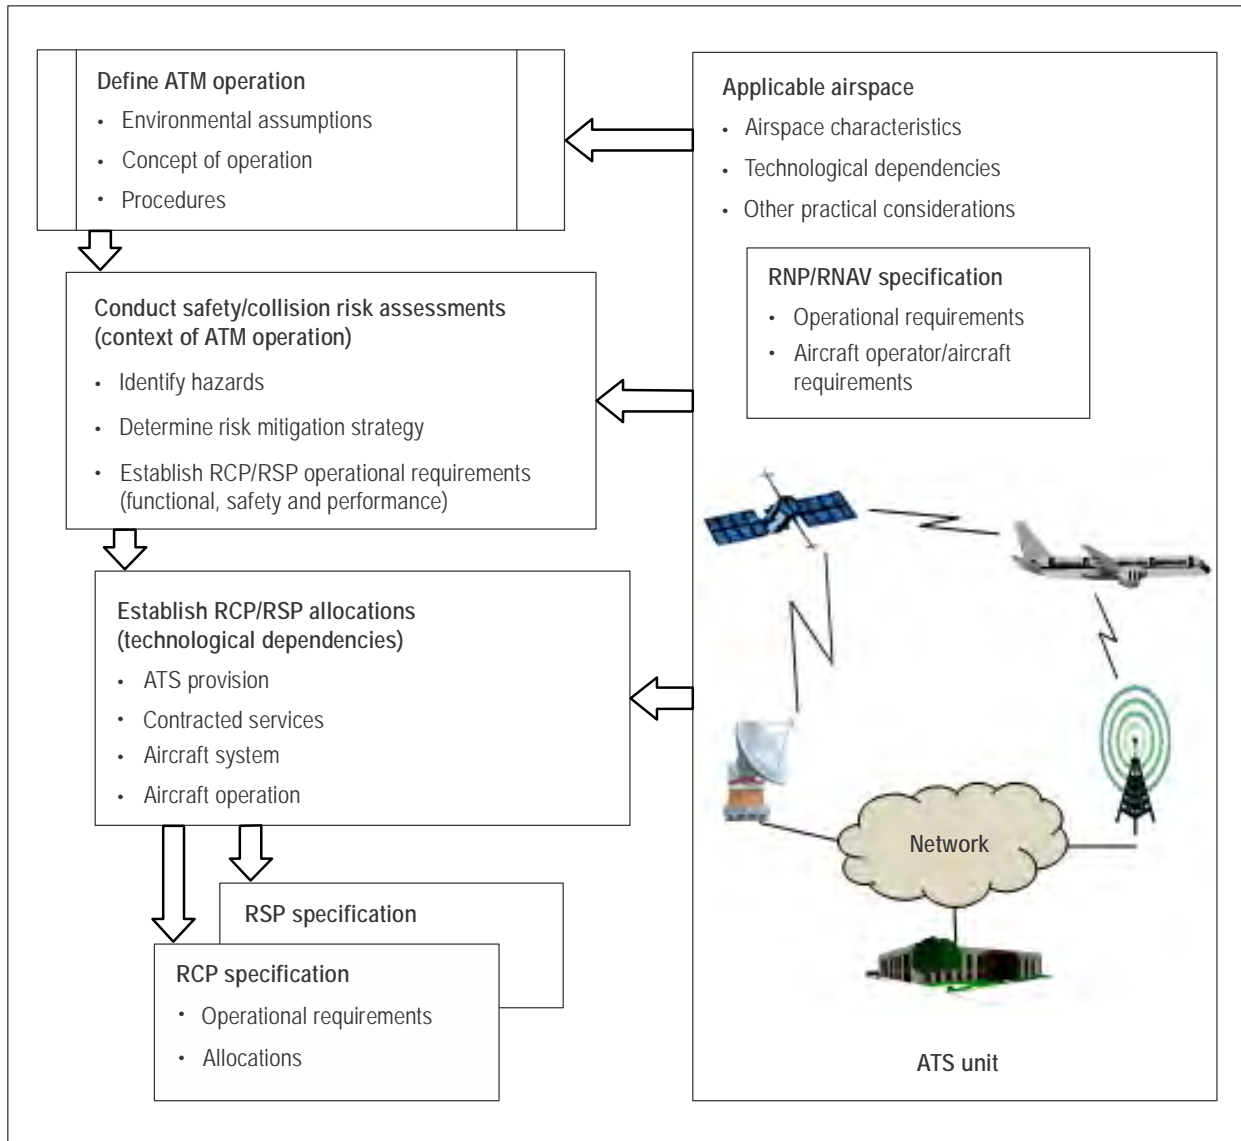 Define ATM operation
• Environmental assumptions
• Concept of operation
• Procedures
Conduct safety/collision risk assessments
(context of ATM operation)
• Identify hazards
• Determine risk mitigation strategy
• Establish RCP/RSP operational requirements
(functional, safety and performance)
Establish RCP/RSP allocations
(technological dependencies)
• ATS provision
• Contracted services
• Aircraft system
• Aircraft operation
RSP specification
RCP specification
• Operational requirements
• Allocations
Applicable airspace
• Airspace characteristics
• Technological dependencies
• Other practical considerations
RNP/RNAV specification
• Operational requirements
• Aircraft operator/aircraft
requirements
Network
ATS unit